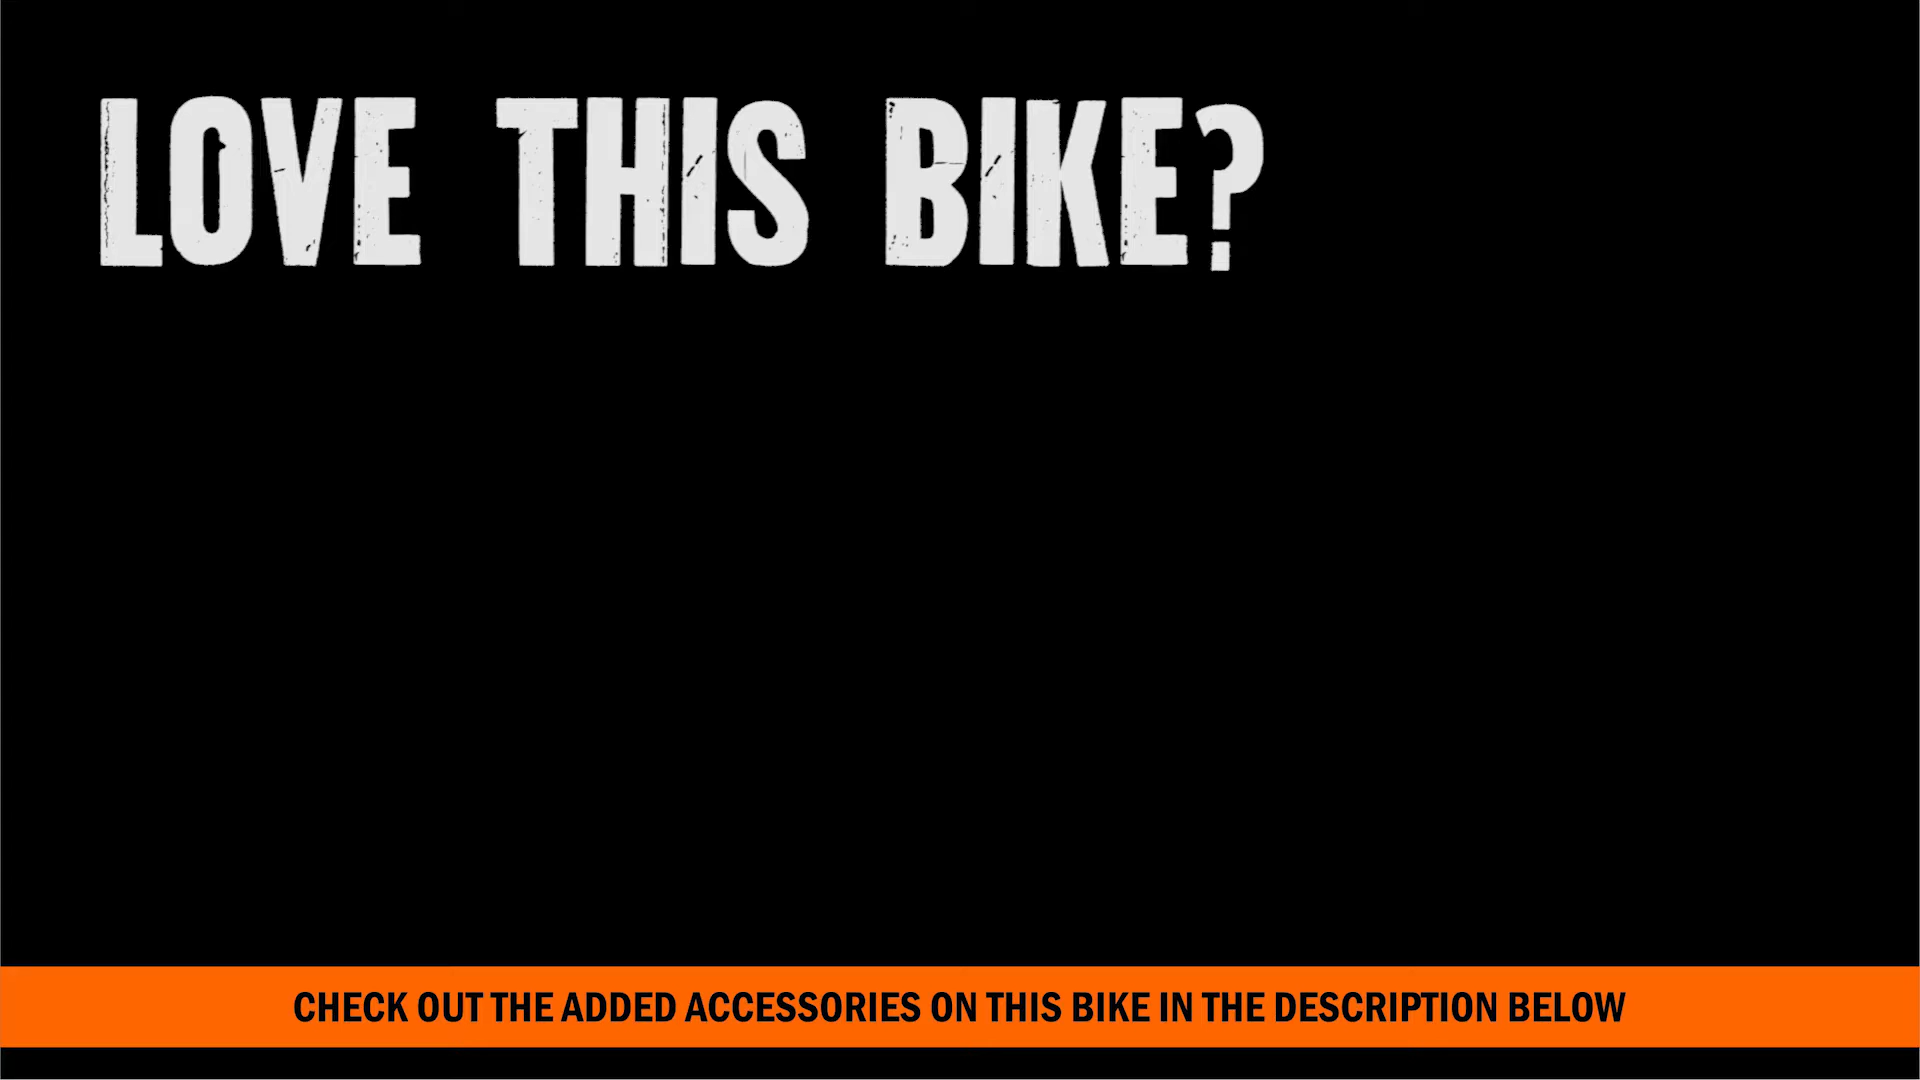 LOVE THIS BIKE?
CHECK OUT THE ADDED ACCESSORIES ON THIS BIKE IN THE DESCRIPTION BELOW